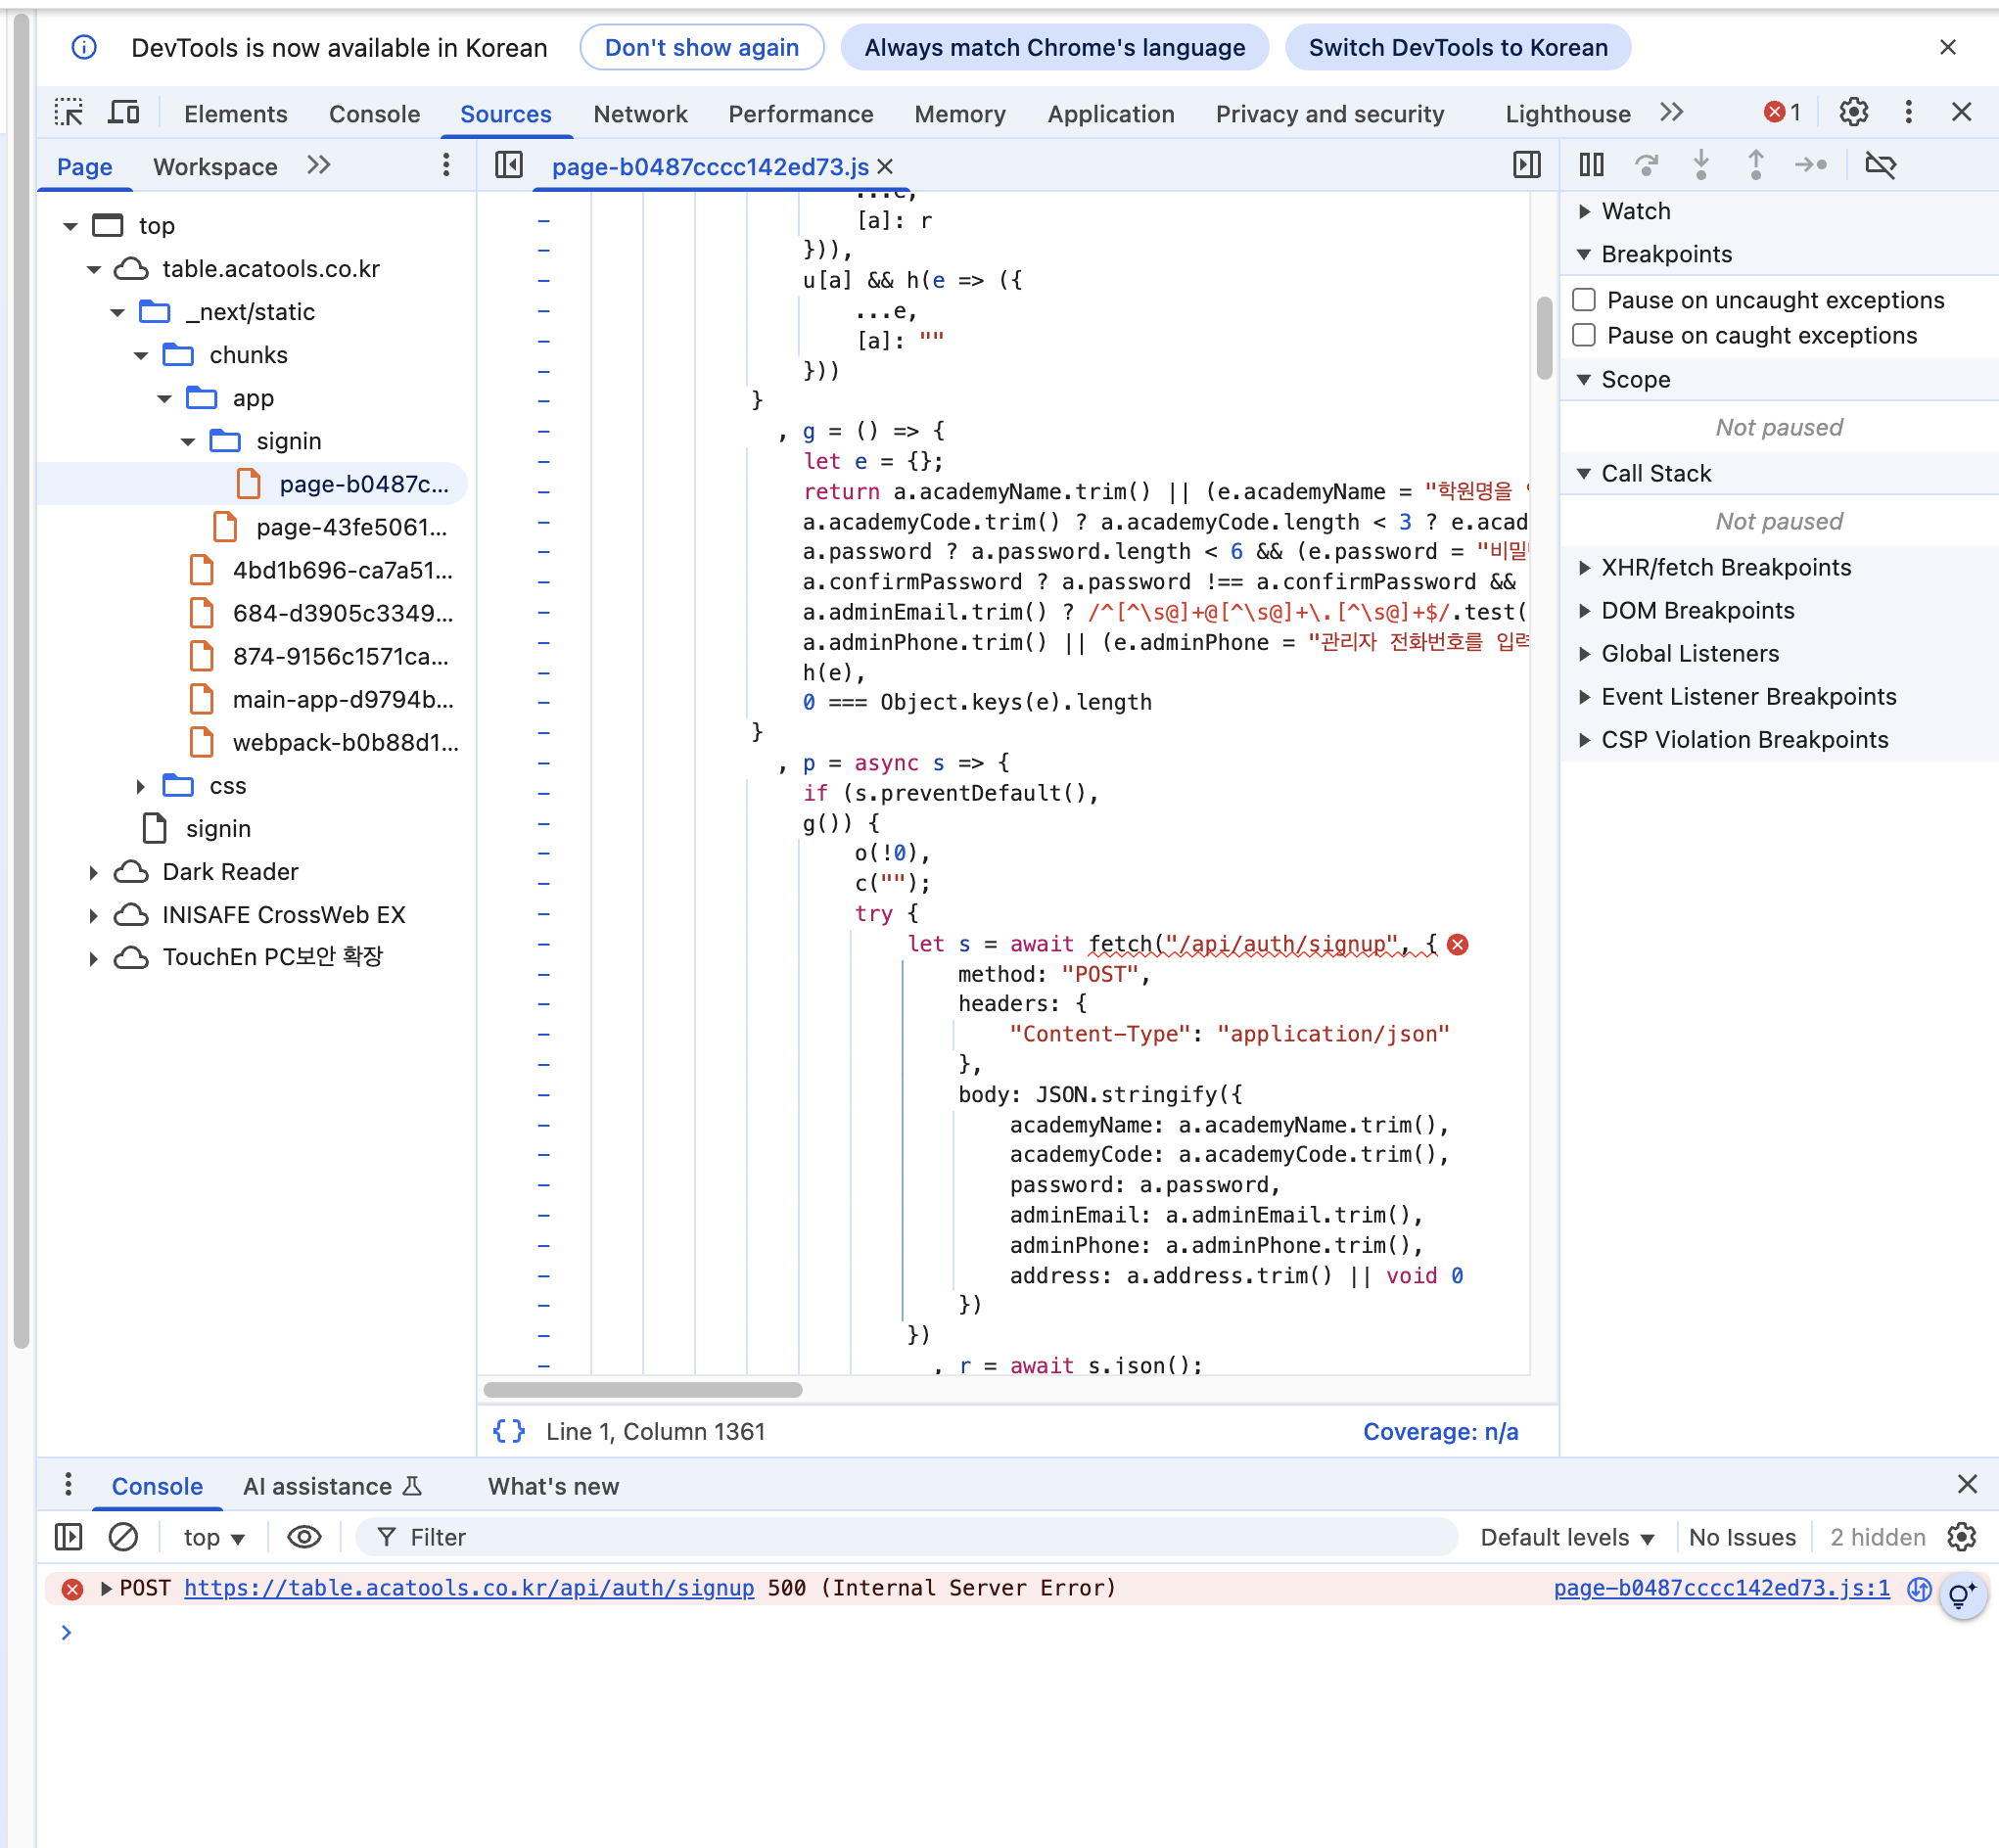 DevTools is now available in Korean Don't show again Always match Chrome's language Switch DevTools to Korean
Elements Console Sources Network Performance Memory Application Privacy and security Lighthouse 1
Page Workspace
page-b0487cccc142ed73.js
top
table.acatools.co.kr
_next/static
chunks
app
signin
page-b0487c...
page-43fe5061...
4bd1b696-ca7a51...
684-d3905c3349...
874-9156c1571ca...
main-app-d9794b...
webpack-b0b88d1...
css
signin
Dark Reader
INISAFE CrossWeb EX
TouchEn PC보안 확장
...e,
[a]: r
})),
u[a] && h(e => ({
...e,
[a]: ""
}))
}
, g = () => {
let e = {};
return a.academyName.trim() || (e.academyName = "학원명을
a.academyCode.trim() ? a.academyCode.length < 3 ? e.acad
a.password ? a.password.length < 6 && (e.password = "비밀
a.confirmPassword ? a.password !== a.confirmPassword &&
a.adminEmail.trim() ? /^[^\s@]+@[^\s@]+\.[^\s@]+$/.test(
a.adminPhone.trim() || (e.adminPhone = "관리자 전화번호를 입력
h(e),
0 === Object.keys(e).length
}
, p = async s => {
if (s.preventDefault(),
g()) {
o(!0),
c("");
try {
let s = await fetch("/api/auth/signup", {
method: "POST",
headers: {
"Content-Type": "application/json"
},
body: JSON.stringify({
academyName: a.academyName.trim(),
academyCode: a.academyCode.trim(),
password: a.password,
adminEmail: a.adminEmail.trim(),
adminPhone: a.adminPhone.trim(),
address: a.address.trim() || void 0
})
})
, r = await s.json();
{} Line 1, Column 1361 Coverage: n/a
Watch
Breakpoints
Pause on uncaught exceptions
Pause on caught exceptions
Scope
Not paused
Call Stack
Not paused
XHR/fetch Breakpoints
DOM Breakpoints
Global Listeners
Event Listener Breakpoints
CSP Violation Breakpoints
Console AI assistance What's new
top Filter Default levels No Issues 2 hidden
POST https://table.acatools.co.kr/api/auth/signup 500 (Internal Server Error) page-b0487cccc142ed73.js:1